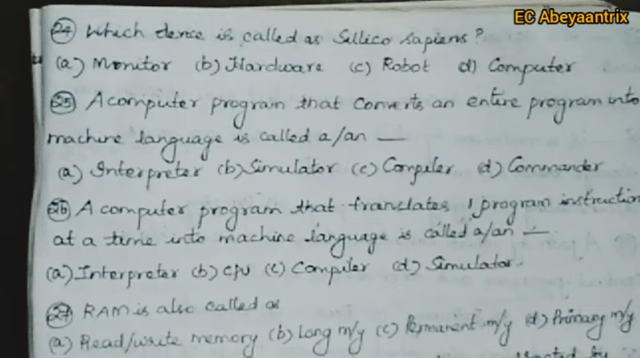 EC Abeyaantrix
24 Which device is called as Sillico sapiens?
(a) Monitor (b) Hardware (c) Robot d) Computer
25 A computer program that converts an entire program into
machine language is called a/an —
(a) Interpreter (b) Simulator (c) Compiler (d) Commander
26 A computer program that translates 1 program instruction
at a time into machine language is called a/an —
(a) Interpreter (b) CPU (c) Compiler (d) Simulator.
27 RAM is also called as
(a) Read/write memory (b) Long m/y (c) Permanent m/y (d) Primary m/y